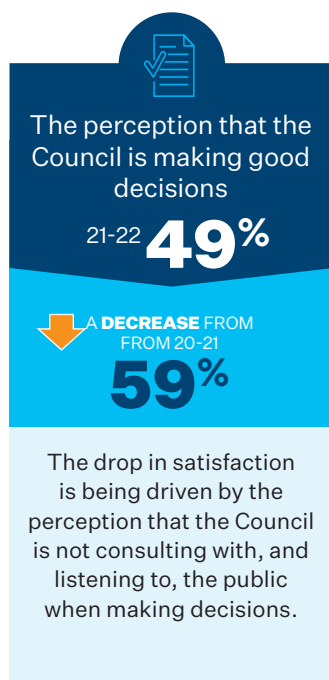 The perception that the
Council is making good
decisions
21-22 49%
A DECREASE FROM
FROM 20-21
59%
The drop in satisfaction
is being driven by the
perception that the Council
is not consulting with, and
listening to, the public
when making decisions.